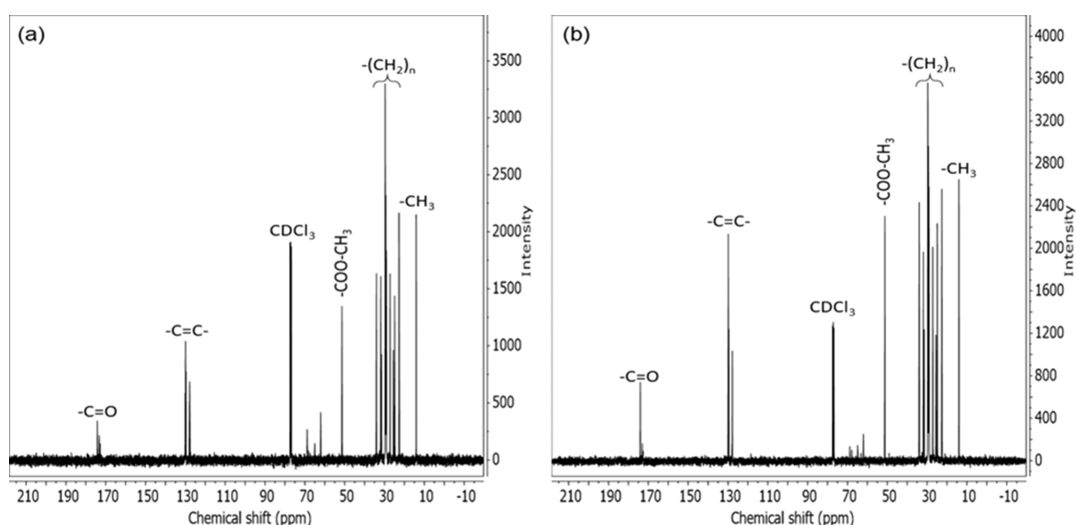 (a)
-(CH₂)ₙ
-CH₃
CDCl₃
-COO-CH₃
-C=C-
-C=O
3500
3000
2500
2000
1500
1000
500
0
Intensity
210 190 170 150 130 110 90 70 50 30 10 -10
Chemical shift (ppm)
(b)
-(CH₂)ₙ
-COO-CH₃
-CH₃
-C=C-
CDCl₃
-C=O
4000
3600
3200
2800
2400
2000
1600
1200
800
400
0
Intensity
210 190 170 150 130 110 90 70 50 30 10 -10
Chemical shift (ppm)